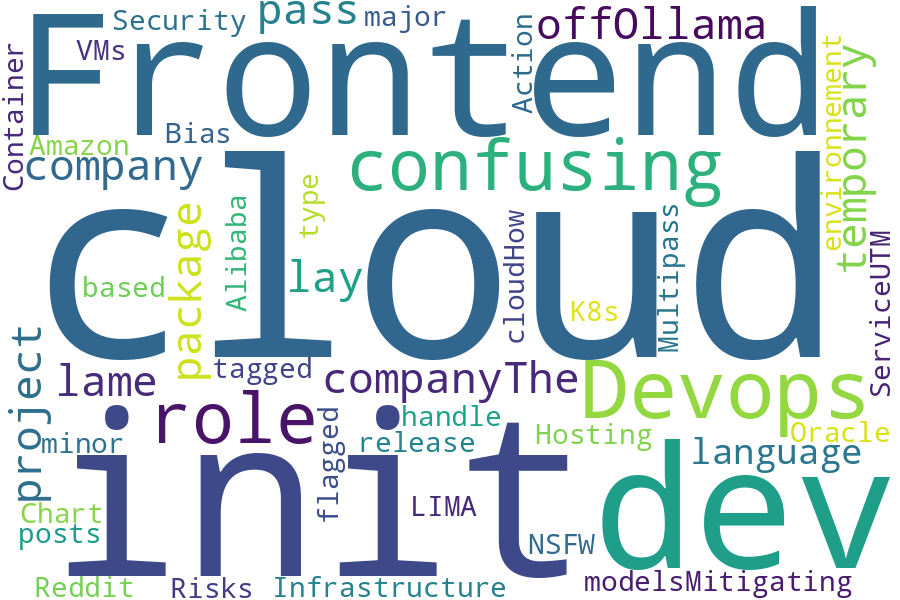 Frontend
cloud
init
dev
Devops
confusing
role
pass
offOllama
Security
major
VMs
Action
Container
Amazon
Bias
company
temporary
environnement
type
package
Alibaba
lay
based
cloudHow
Multipass
K8s
ServiceUTM
tagged
lame
companyThe
project
minor
flagged
handle
release
Hosting
Oracle
language
LIMA
Chart
posts
NSFW
Reddit
Risks
Infrastructure
modelsMitigating